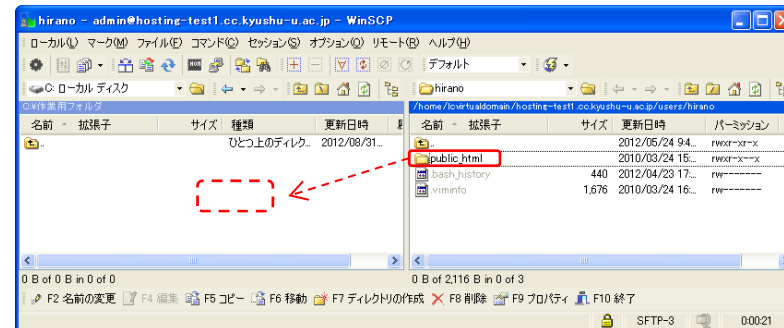 hirano - admin@hosting-test1.cc.kyushu-u.ac.jp - WinSCP
ローカル(L) マーク(M) ファイル(F) コマンド(C) セッション(S) オプション(O) リモート(R) ヘルプ(H)
デフォルト
C: ローカル ディスク hirano
C:¥作業用フォルダ /home/lovirtualdomain/hosting-test1.cc.kyushu-u.ac.jp/users/hirano
名前 拡張子 サイズ 種類 更新日時 名前 拡張子 サイズ 更新日時 パーミッション
.. ひとつ上のディレク... 2012/08/31... .. 2012/05/24 9:4... rwxr-xr-x
public_html 2010/03/24 15:... rwxr-x--x
bash_history 440 2012/04/23 17:... rw-------
viminfo 1,676 2010/03/24 16:... rw-------
0 B of 0 B in 0 of 0 0 B of 2,116 B in 0 of 3
F2 名前の変更 F4 編集 F5 コピー F6 移動 F7 ディレクトリの作成 F8 削除 F9 プロパティ F10 終了
SFTP-3 0:00:21